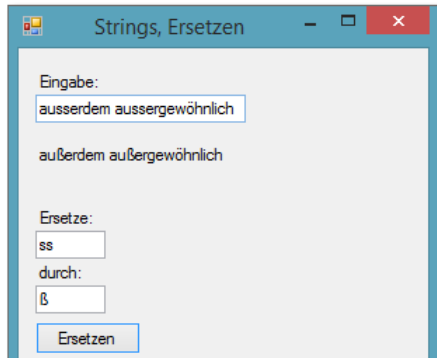 Strings, Ersetzen
Eingabe:
ausserdem aussergewöhnlich
außerdem außergewöhnlich
Ersetze:
ss
durch:
ß
Ersetzen